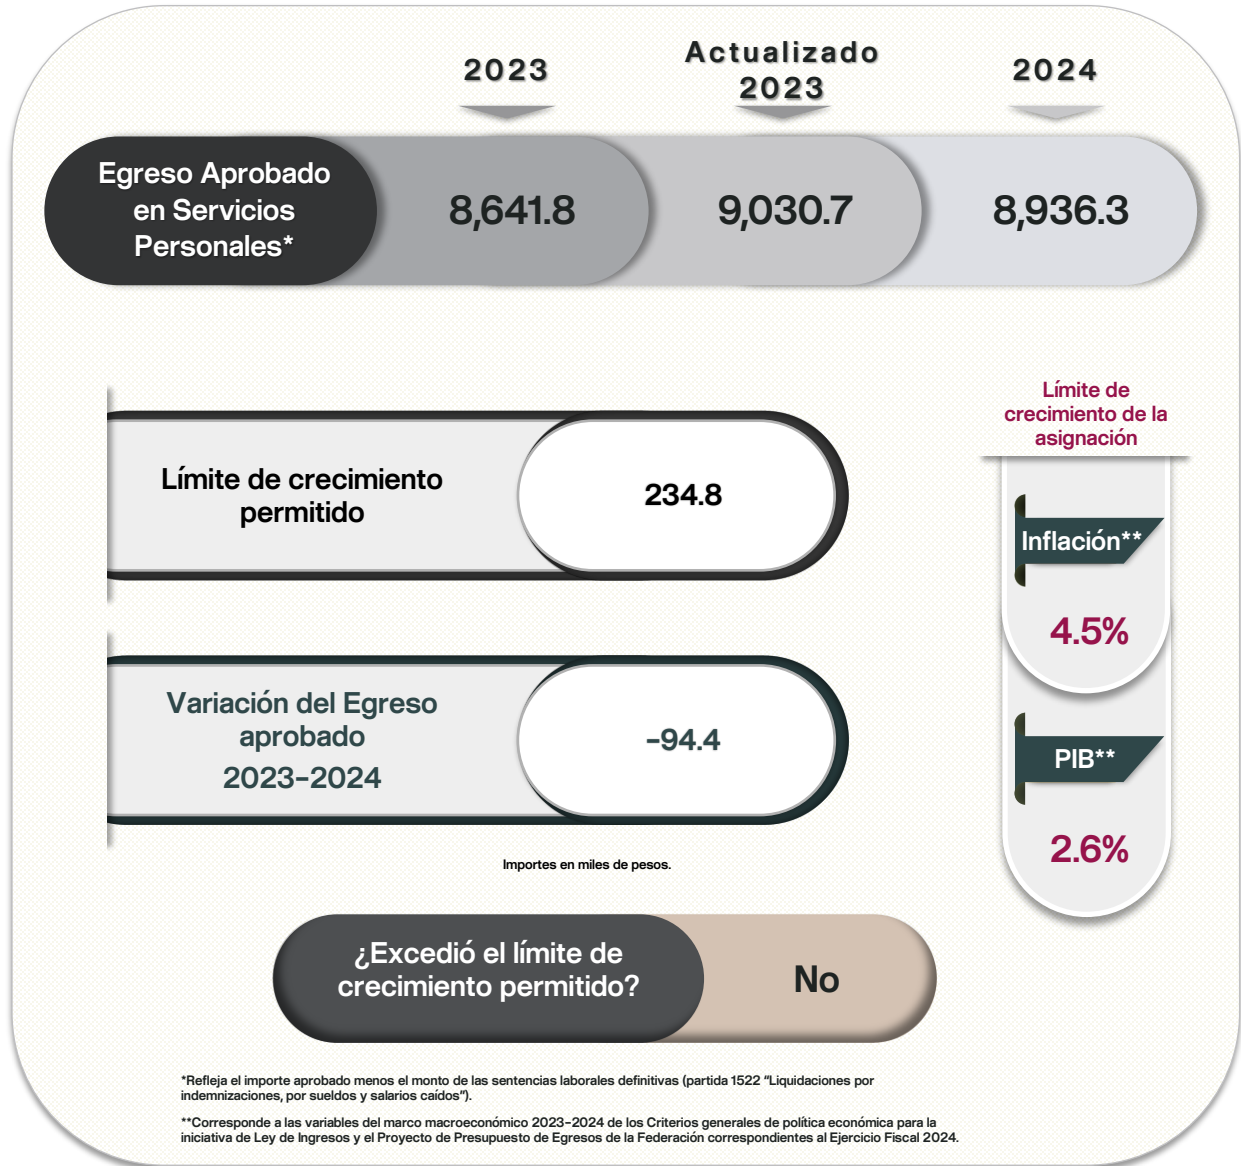 2023
Actualizado
2023
2024
Egreso Aprobado
en Servicios
Personales*
8,641.8
9,030.7
8,936.3
Límite de crecimiento
permitido
234.8
Variación del Egreso
aprobado
2023-2024
-94.4
Importes en miles de pesos.
Límite de
crecimiento de la
asignación
Inflación**
4.5%
PIB**
2.6%
¿Excedió el límite de
crecimiento permitido?
No
*Refleja el importe aprobado menos el monto de las sentencias laborales definitivas (partida 1522 "Liquidaciones por
indemnizaciones, por sueldos y salarios caídos").
**Corresponde a las variables del marco macroeconómico 2023-2024 de los Criterios generales de política económica para la
iniciativa de Ley de Ingresos y el Proyecto de Presupuesto de Egresos de la Federación correspondientes al Ejercicio Fiscal 2024.